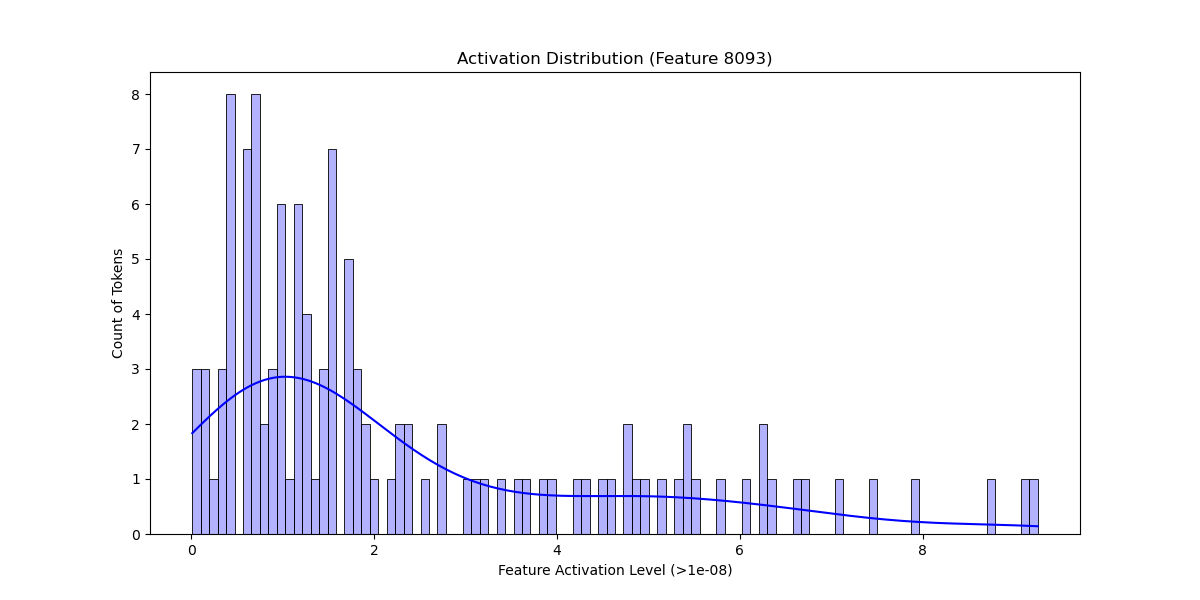 Activation Distribution (Feature 8093)
Count of Tokens
8
7
6
5
4
3
2
1
0
0 2 4 6 8
Feature Activation Level (>1e-08)